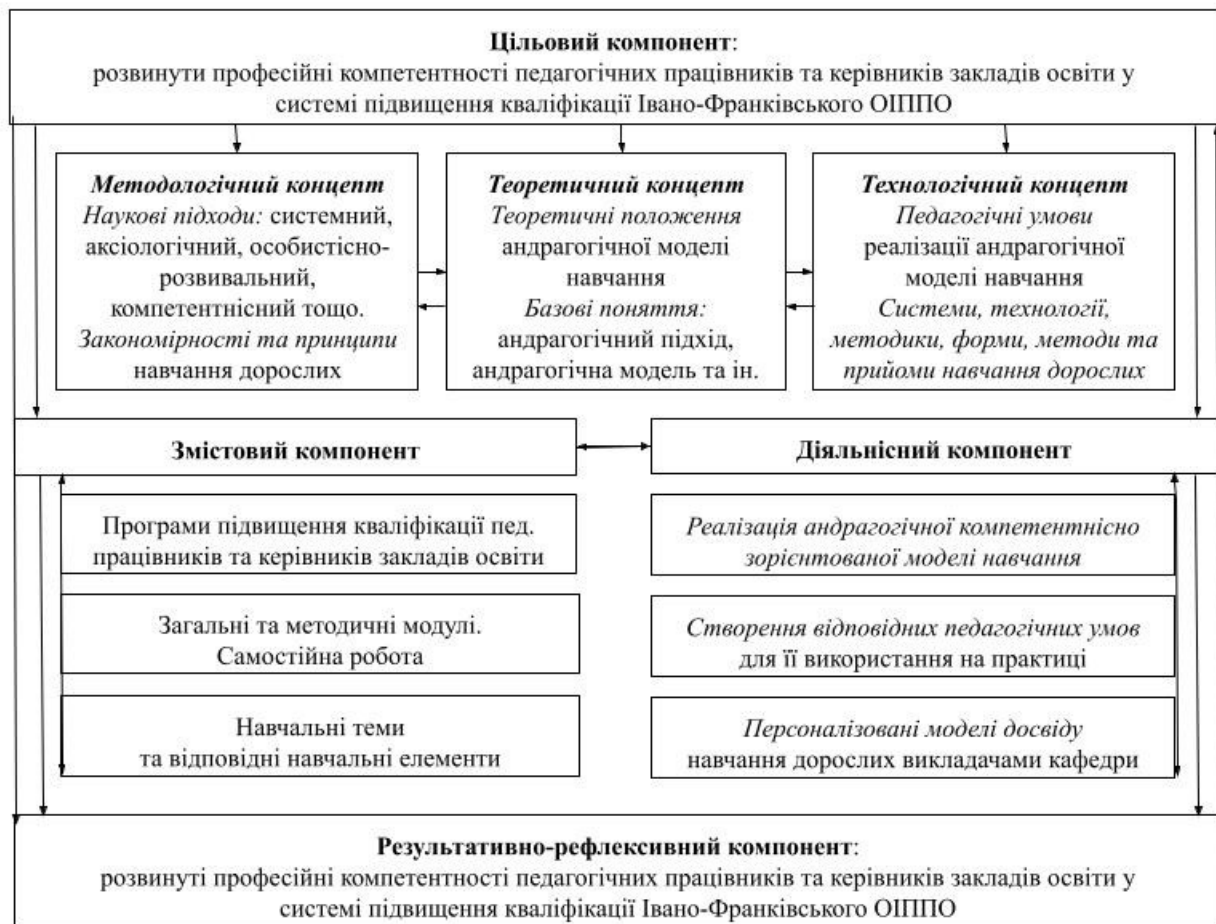 Цільовий компонент:
розвинути професійні компетентності педагогічних працівників та керівників закладів освіти у
системі підвищення кваліфікації Івано-Франківського ОІППО
Методологічний концепт
Наукові підходи: системний,
аксіологічний, особистісно-
розвивальний,
компетентнісний тощо.
Закономірності та принципи
навчання дорослих
Теоретичний концепт
Теоретичні положення
андрагогічної моделі
навчання
Базові поняття:
андрагогічний підхід,
андрагогічна модель та ін.
Технологічний концепт
Педагогічні умови
реалізації андрагогічної
моделі навчання
Системи, технології,
методики, форми, методи та
прийоми навчання дорослих
Змістовий компонент
Діяльнісний компонент
Програми підвищення кваліфікації пед.
працівників та керівників закладів освіти
Реалізація андрагогічної компетентнісно
зорієнтованої моделі навчання
Загальні та методичні модулі.
Самостійна робота
Створення відповідних педагогічних умов
для її використання на практиці
Навчальні теми
та відповідні навчальні елементи
Персоналізовані моделі досвіду
навчання дорослих викладачами кафедри
Результативно-рефлексивний компонент:
розвинуті професійні компетентності педагогічних працівників та керівників закладів освіти у
системі підвищення кваліфікації Івано-Франківського ОІППО